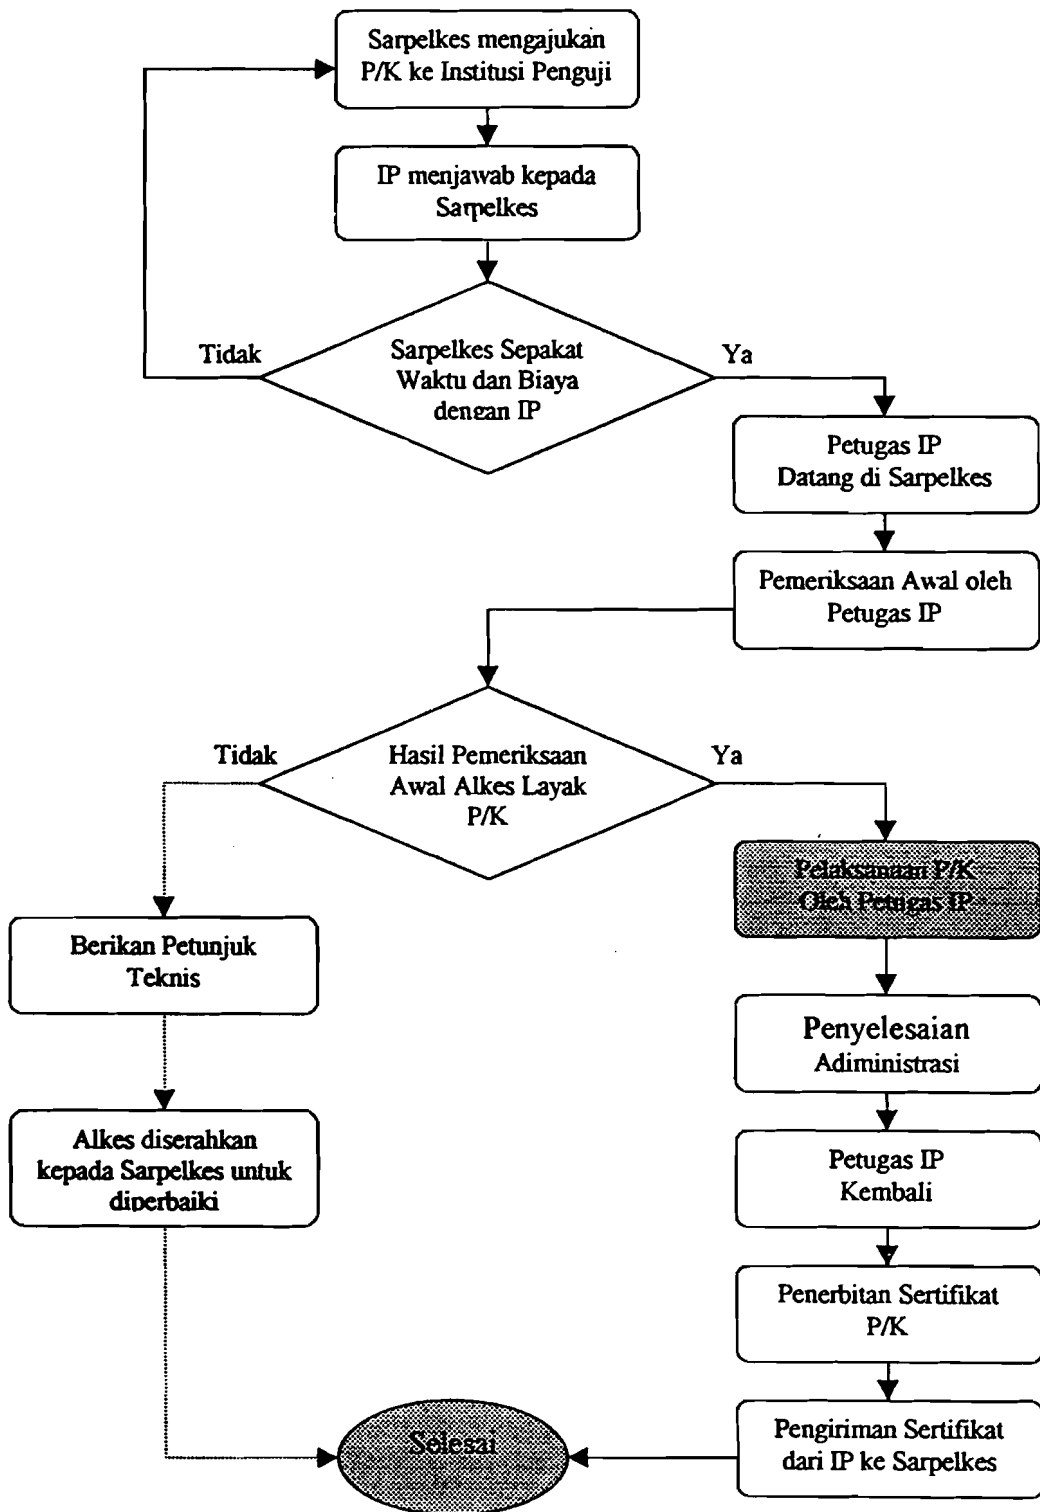 Sarpelkes mengajukan
P/K ke Institusi Penguji
IP menjawab kepada
Sarpelkes
Tidak
Sarpelkes Sepakat
Waktu dan Biaya
dengan IP
Ya
Petugas IP
Datang di Sarpelkes
Pemeriksaan Awal oleh
Petugas IP
Tidak
Hasil Pemeriksaan
Awal Alkes Layak
P/K
Ya
Pelaksanaan P/K
Oleh Petugas IP
Berikan Petunjuk
Teknis
Penyelesaian
Adiministrasi
Alkes diserahkan
kepada Sarpelkes untuk
diperbaiki
Petugas IP
Kembali
Penerbitan Sertifikat
P/K
Pengiriman Sertifikat
dari IP ke Sarpelkes
Selesai